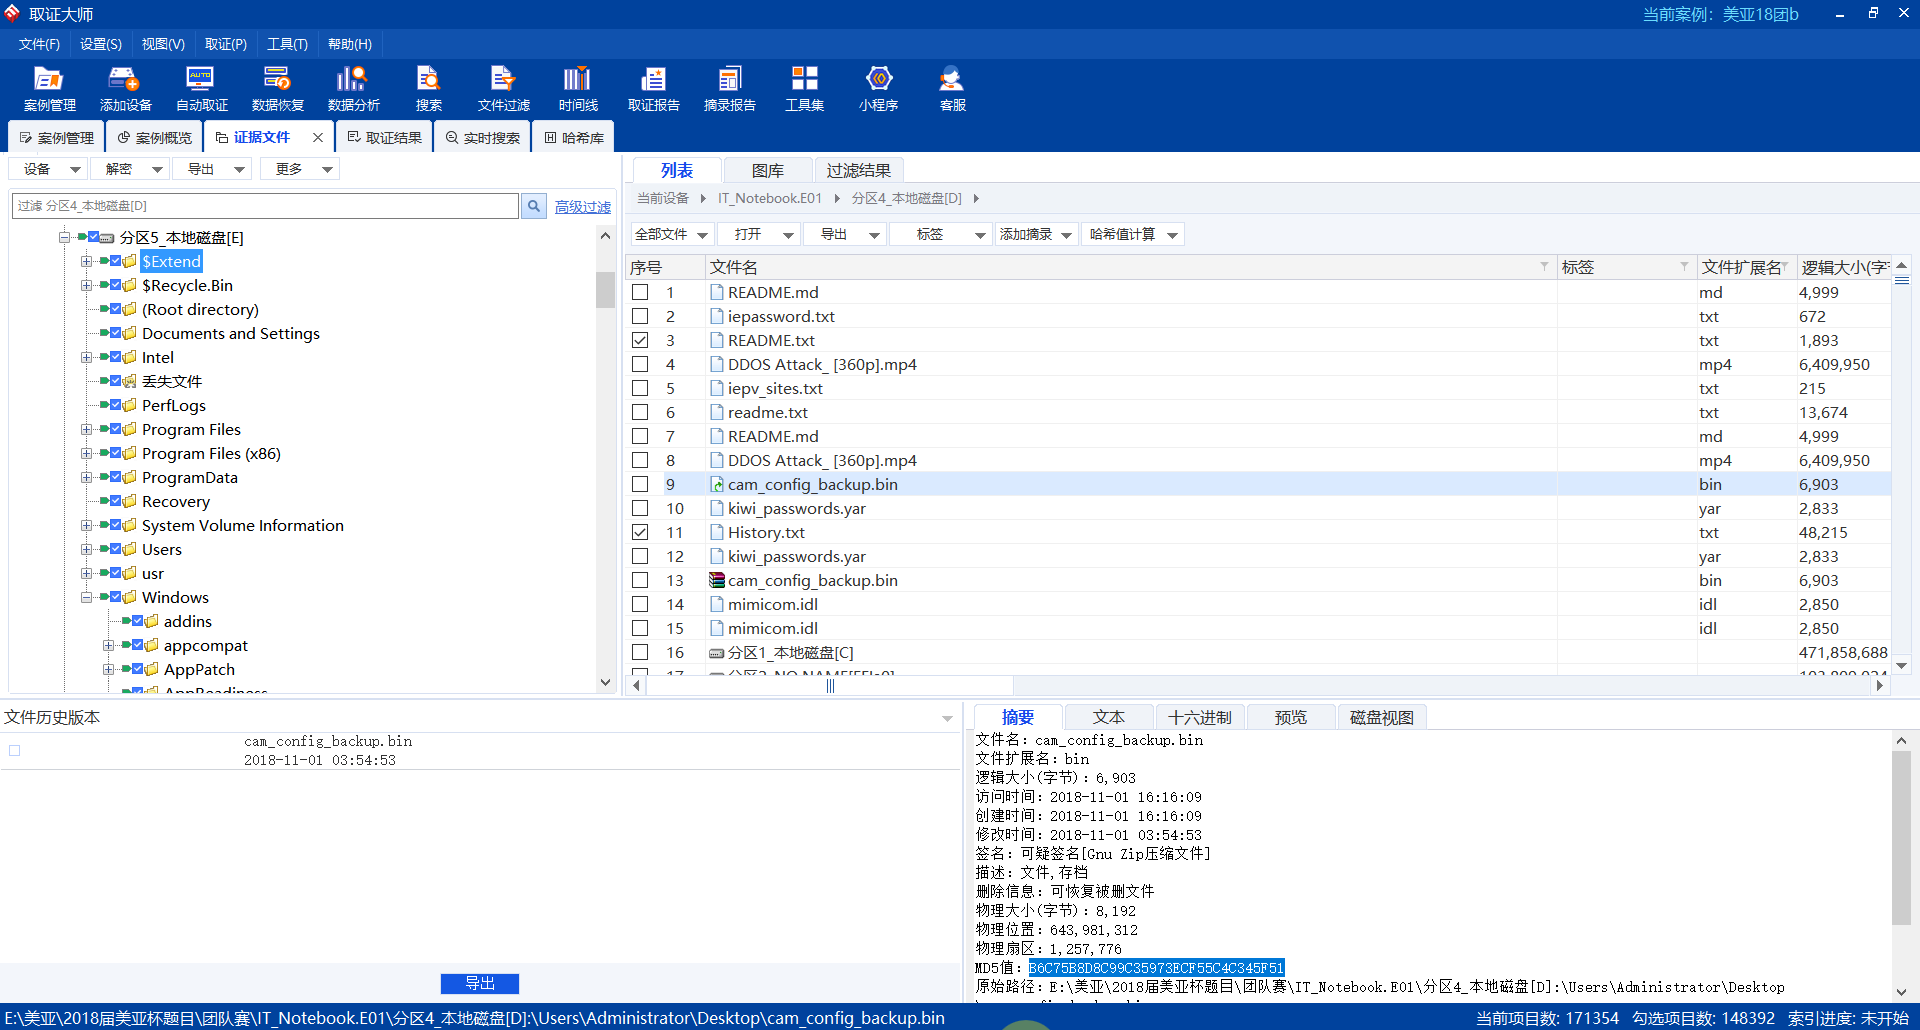 取证大师
当前案例：美亚18团b
文件(F) 设置(S) 视图(V) 取证(P) 工具(T) 帮助(H)
AUTO
案例管理 添加设备 自动取证 数据恢复 数据分析 搜索 文件过滤 时间线 取证报告 摘录报告 工具集 小程序 客服
案例管理 案例概览 证据文件 取证结果 实时搜索 哈希库
设备 解密 导出 更多
过滤 分区4_本地磁盘[D] 高级过滤
分区5_本地磁盘[E]
$Extend
$Recycle.Bin
(Root directory)
Documents and Settings
Intel
丢失文件
PerfLogs
Program Files
Program Files (x86)
ProgramData
Recovery
System Volume Information
Users
usr
Windows
addins
appcompat
AppPatch
AppReadiness
列表 图库 过滤结果
当前设备 IT_Notebook.E01 分区4_本地磁盘[D]
全部文件 打开 导出 标签 添加摘录 哈希值计算
序号 文件名 标签 文件扩展名 逻辑大小(字节
1 README.md md 4,999
2 iepassword.txt txt 672
3 README.txt txt 1,893
4 DDOS Attack_ [360p].mp4 mp4 6,409,950
5 iepv_sites.txt txt 215
6 readme.txt txt 13,674
7 README.md md 4,999
8 DDOS Attack_ [360p].mp4 mp4 6,409,950
9 cam_config_backup.bin bin 6,903
10 kiwi_passwords.yar yar 2,833
11 History.txt txt 48,215
12 kiwi_passwords.yar yar 2,833
13 cam_config_backup.bin bin 6,903
14 mimicom.idl idl 2,850
15 mimicom.idl idl 2,850
16 分区1_本地磁盘[C] 471,858,688
17
文件历史版本
cam_config_backup.bin
2018-11-01 03:54:53
导出
摘要 文本 十六进制 预览 磁盘视图
文件名：cam_config_backup.bin
文件扩展名：bin
逻辑大小(字节)：6,903
访问时间：2018-11-01 16:16:09
创建时间：2018-11-01 16:16:09
修改时间：2018-11-01 03:54:53
签名：可疑签名[Gnu Zip压缩文件]
描述：文件,存档
删除信息：可恢复被删文件
物理大小(字节)：8,192
物理位置：643,981,312
物理扇区：1,257,776
MD5值：B6C75B8D8C99C35973ECF55C4C345F51
原始路径：E:\美亚\2018届美亚杯题目\团队赛\IT_Notebook.E01\分区4_本地磁盘[D]:\Users\Administrator\Desktop
E:\美亚\2018届美亚杯题目\团队赛\IT_Notebook.E01\分区4_本地磁盘[D]:\Users\Administrator\Desktop\cam_config_backup.bin
当前项目数: 171354 勾选项目数: 148392 索引进度: 未开始